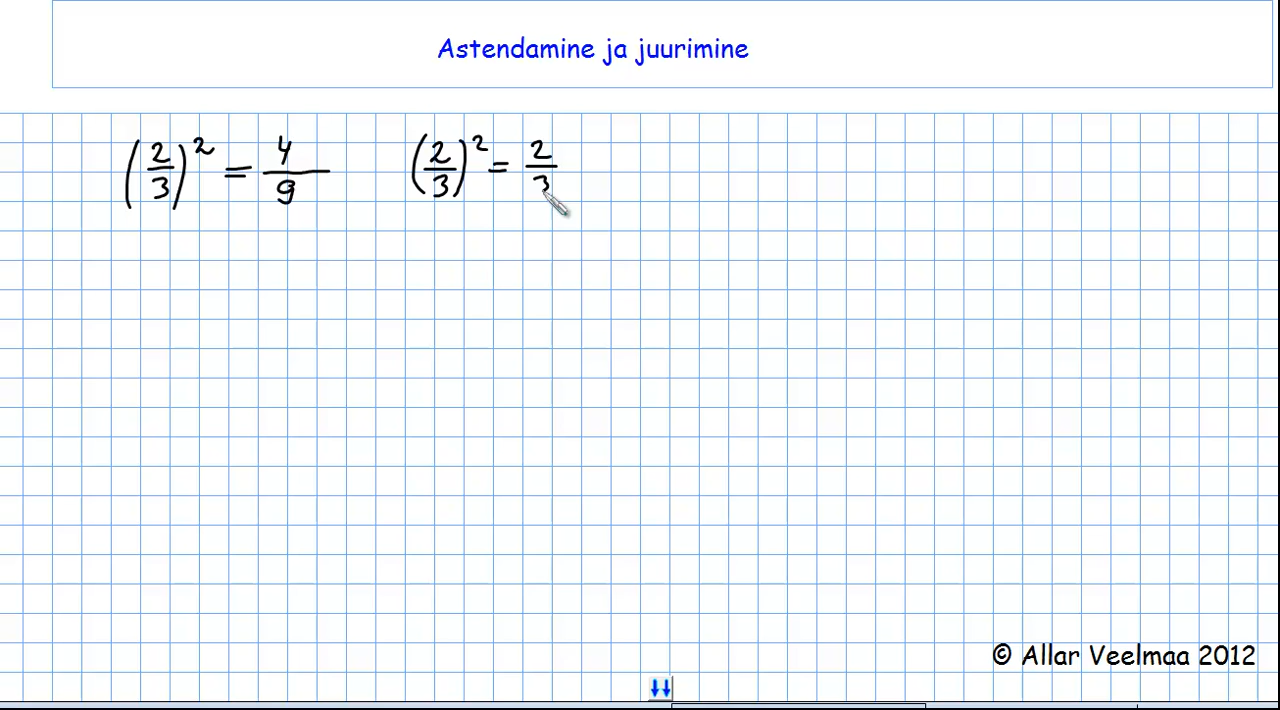 Astendamine ja juurimine
(2/3)² = 4/9 (2/3)² = 2/3
© Allar Veelmaa 2012